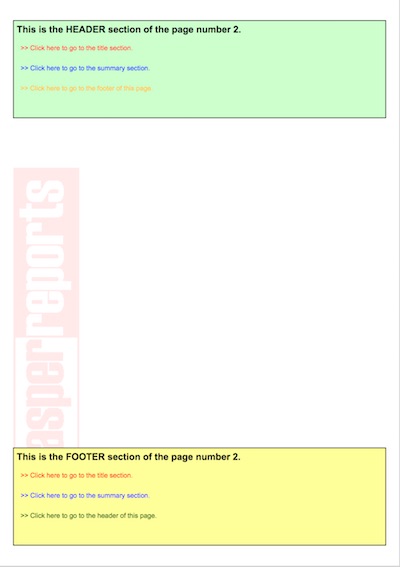 This is the HEADER section of the page number 2.
>> Click here to go to the title section.
>> Click here to go to the summary section.
>> Click here to go to the footer of this page.
asper reports
This is the FOOTER section of the page number 2.
>> Click here to go to the title section.
>> Click here to go to the summary section.
>> Click here to go to the header of this page.